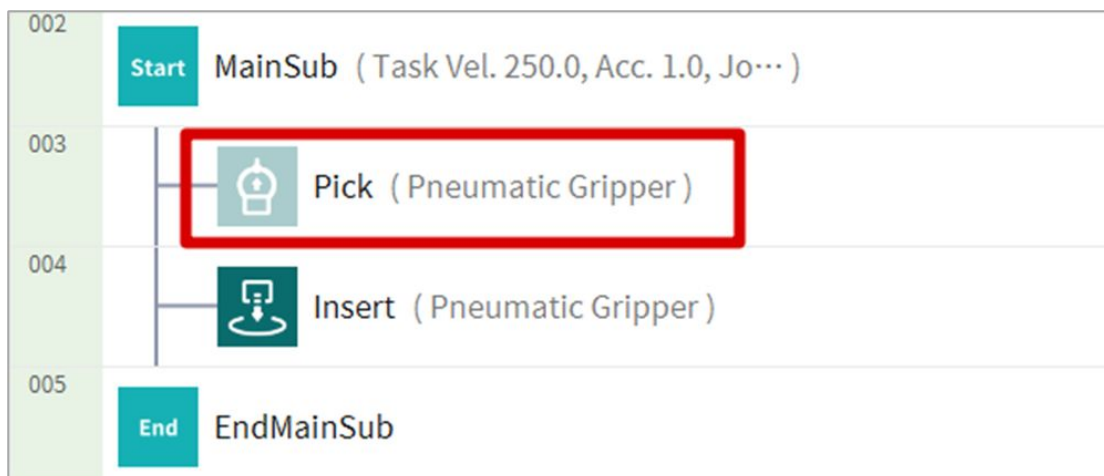 002
Start MainSub ( Task Vel. 250.0, Acc. 1.0, Jo··· )
003
Pick ( Pneumatic Gripper )
004
Insert ( Pneumatic Gripper )
005
End EndMainSub